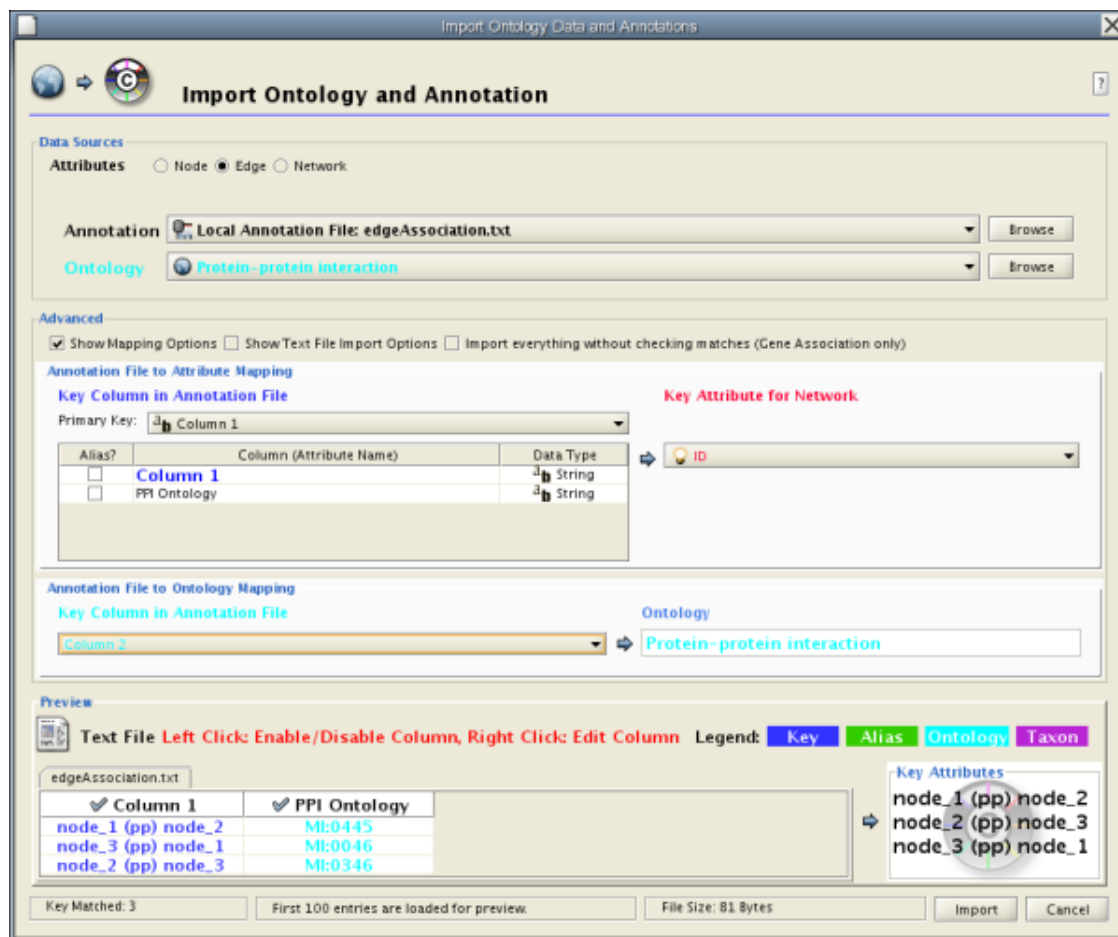 Import Ontology Data and Annotations
Import Ontology and Annotation
?
Data Sources
Attributes Node Edge Network
Annotation Local Annotation File: edgeAssociation.txt Browse
Ontology Protein-protein interaction Browse
Advanced
Show Mapping Options Show Text File Import Options Import everything without checking matches (Gene Association only)
Annotation File to Attribute Mapping
Key Column in Annotation File Key Attribute for Network
Primary Key: ab Column 1
Alias? Column (Attribute Name) Data Type ID
Column 1 ab String
PPI Ontology ab String
Annotation File to Ontology Mapping
Key Column in Annotation File Ontology
Column 2 Protein-protein interaction
Preview
Text File Left Click: Enable/Disable Column, Right Click: Edit Column Legend: Key Alias Ontology Taxon
edgeAssociation.txt Key Attributes
Column 1 PPI Ontology node_1 (pp) node_2
node_1 (pp) node_2 MI:0445 node_2 (pp) node_3
node_3 (pp) node_1 MI:0046 node_3 (pp) node_1
node_2 (pp) node_3 MI:0346
Key Matched: 3 First 100 entries are loaded for preview. File Size: 81 Bytes Import Cancel